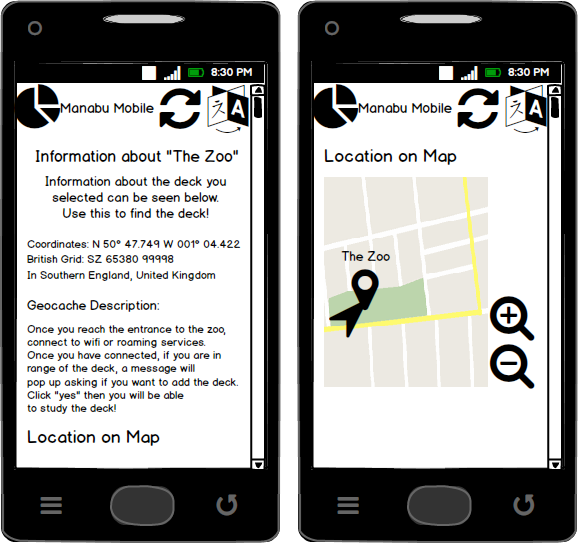 8:30 PM
Manabu Mobile
A
Information about "The Zoo"
Information about the deck you
selected can be seen below.
Use this to find the deck!
Coordinates: N 50° 47.749 W 001° 04.422
British Grid: SZ 65380 99998
In Southern England, United Kingdom
Geocache Description:
Once you reach the entrance to the zoo,
connect to wifi or roaming services.
Once you have connected, if you are in
range of the deck, a message will
pop up asking if you want to add the deck.
Click "yes" then you will be able
to study the deck!
Location on Map
8:30 PM
Manabu Mobile
A
Location on Map
The Zoo